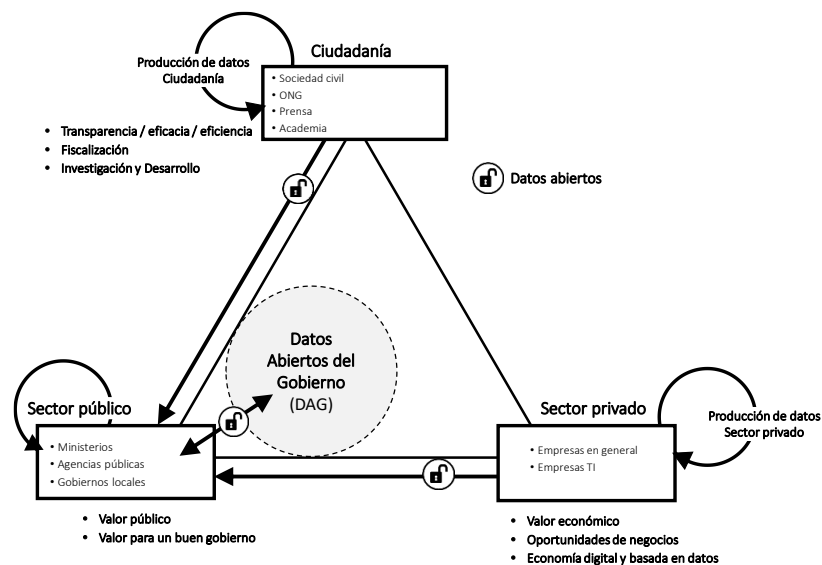 Ciudadanía
Producción de datos
Ciudadanía
• Sociedad civil
• ONG
• Prensa
• Academia
• Transparencia / eficacia / eficiencia
• Fiscalización
• Investigación y Desarrollo
Datos abiertos
Datos
Abiertos del
Gobierno
(DAG)
Sector público
• Ministerios
• Agencias públicas
• Gobiernos locales
• Valor público
• Valor para un buen gobierno
Sector privado
Producción de datos
Sector privado
• Empresas en general
• Empresas TI
• Valor económico
• Oportunidades de negocios
• Economía digital y basada en datos